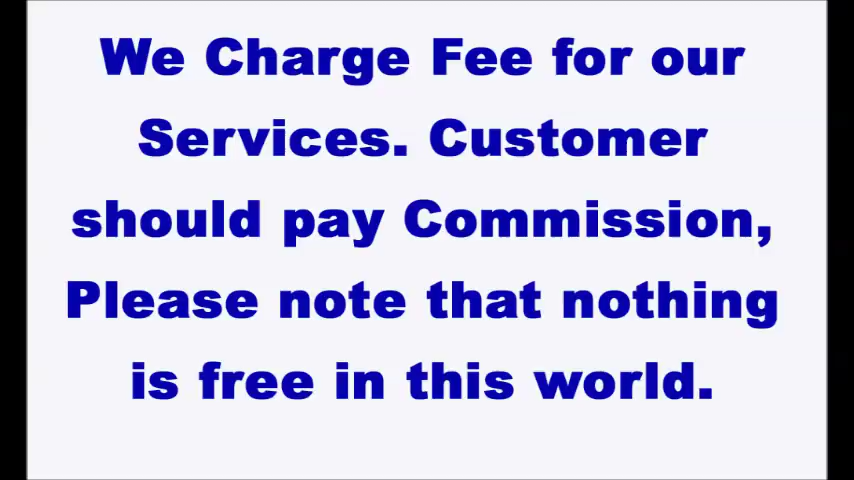 We Charge Fee for our
Services. Customer
should pay Commission,
Please note that nothing
is free in this world.